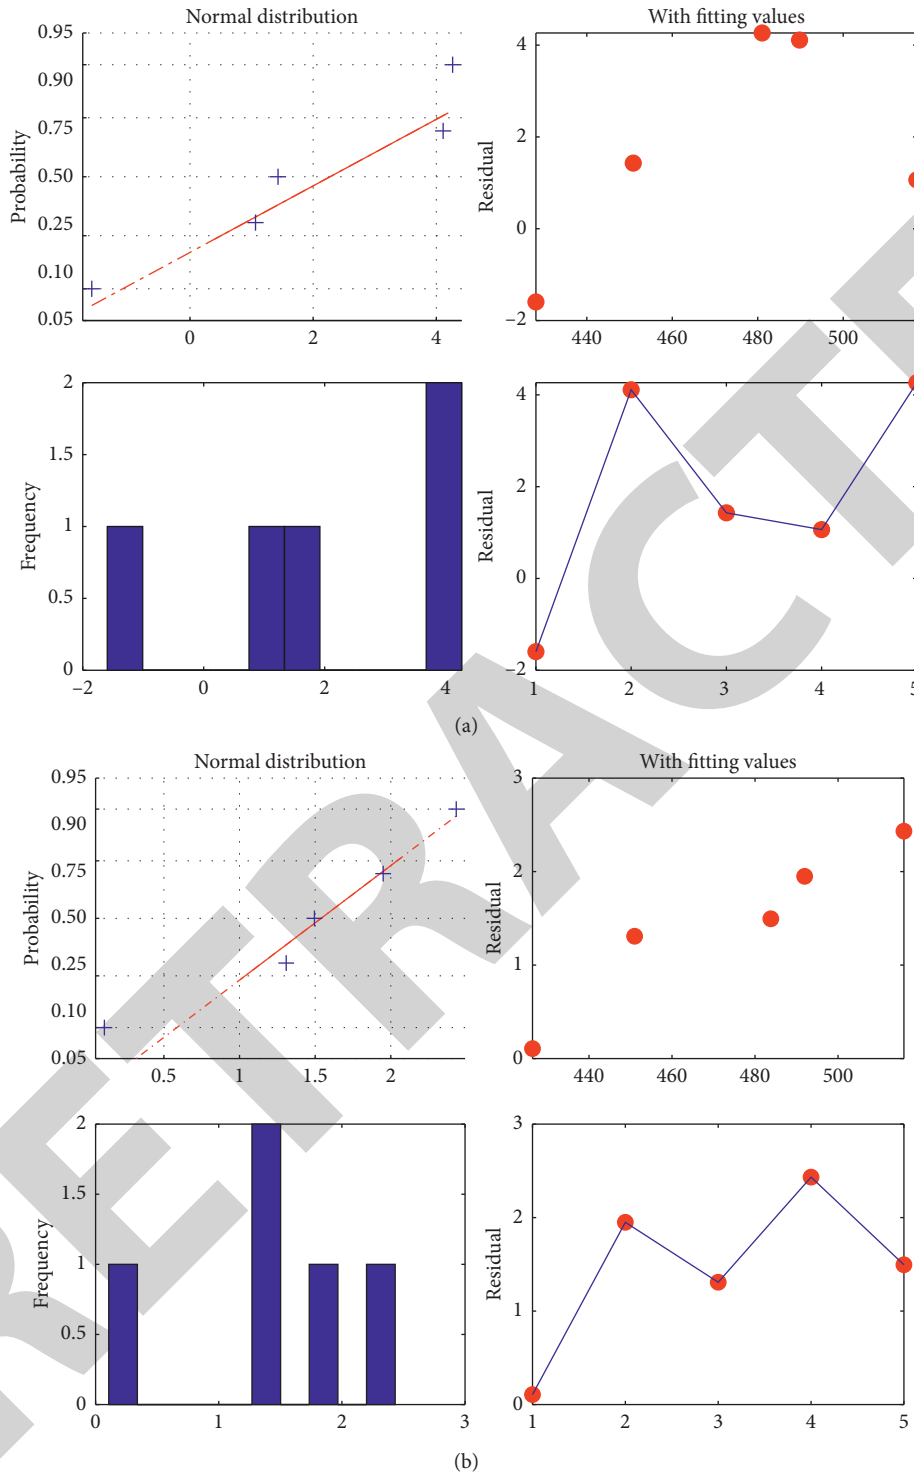 Normal distribution
0.95
0.90
0.75
0.50
0.25
0.10
0.05
Probability
0 2 4
With fitting values
4
2
0
−2
Residual
440 460 480 500
2
1.5
1
0.5
0
Frequency
−2 0 2 4
4
2
0
−2
Residual
1 2 3 4 5
(a)
Normal distribution
0.95
0.90
0.75
0.50
0.25
0.10
0.05
Probability
0.5 1 1.5 2
With fitting values
3
2
1
0
Residual
440 460 480 500
2
1.5
1
0.5
0
Frequency
0 1 2 3
3
2
1
0
Residual
1 2 3 4 5
(b)
RETRACTE